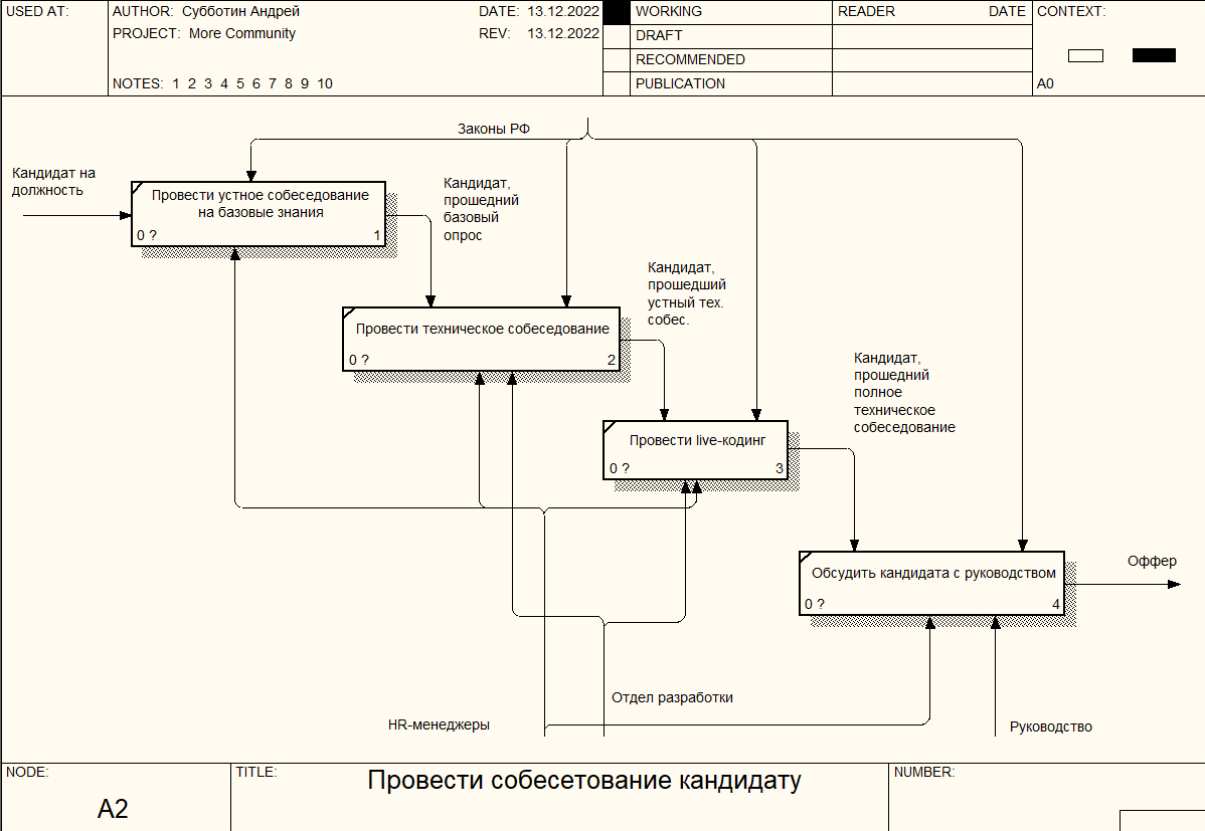 USED AT:
AUTHOR: Субботин Андрей
DATE: 13.12.2022
WORKING
READER
DATE
CONTEXT:
PROJECT: More Community
REV: 13.12.2022
DRAFT
RECOMMENDED
NOTES: 1 2 3 4 5 6 7 8 9 10
PUBLICATION
A0
Законы РФ
Кандидат на
должность
Провести устное собеседование
на базовые знания
0 ?
1
Кандидат,
прошедний
базовый
опрос
Кандидат,
прошедший
устный тех.
собес.
Провести техническое собеседование
0 ?
2
Кандидат,
прошедний
полное
техническое
собеседование
Провести live-кодинг
0 ?
3
Оффер
Обсудить кандидата с руководством
0 ?
4
Отдел разработки
HR-менеджеры
Руководство
NODE:
TITLE:
NUMBER:
Провести собесетование кандидату
A2